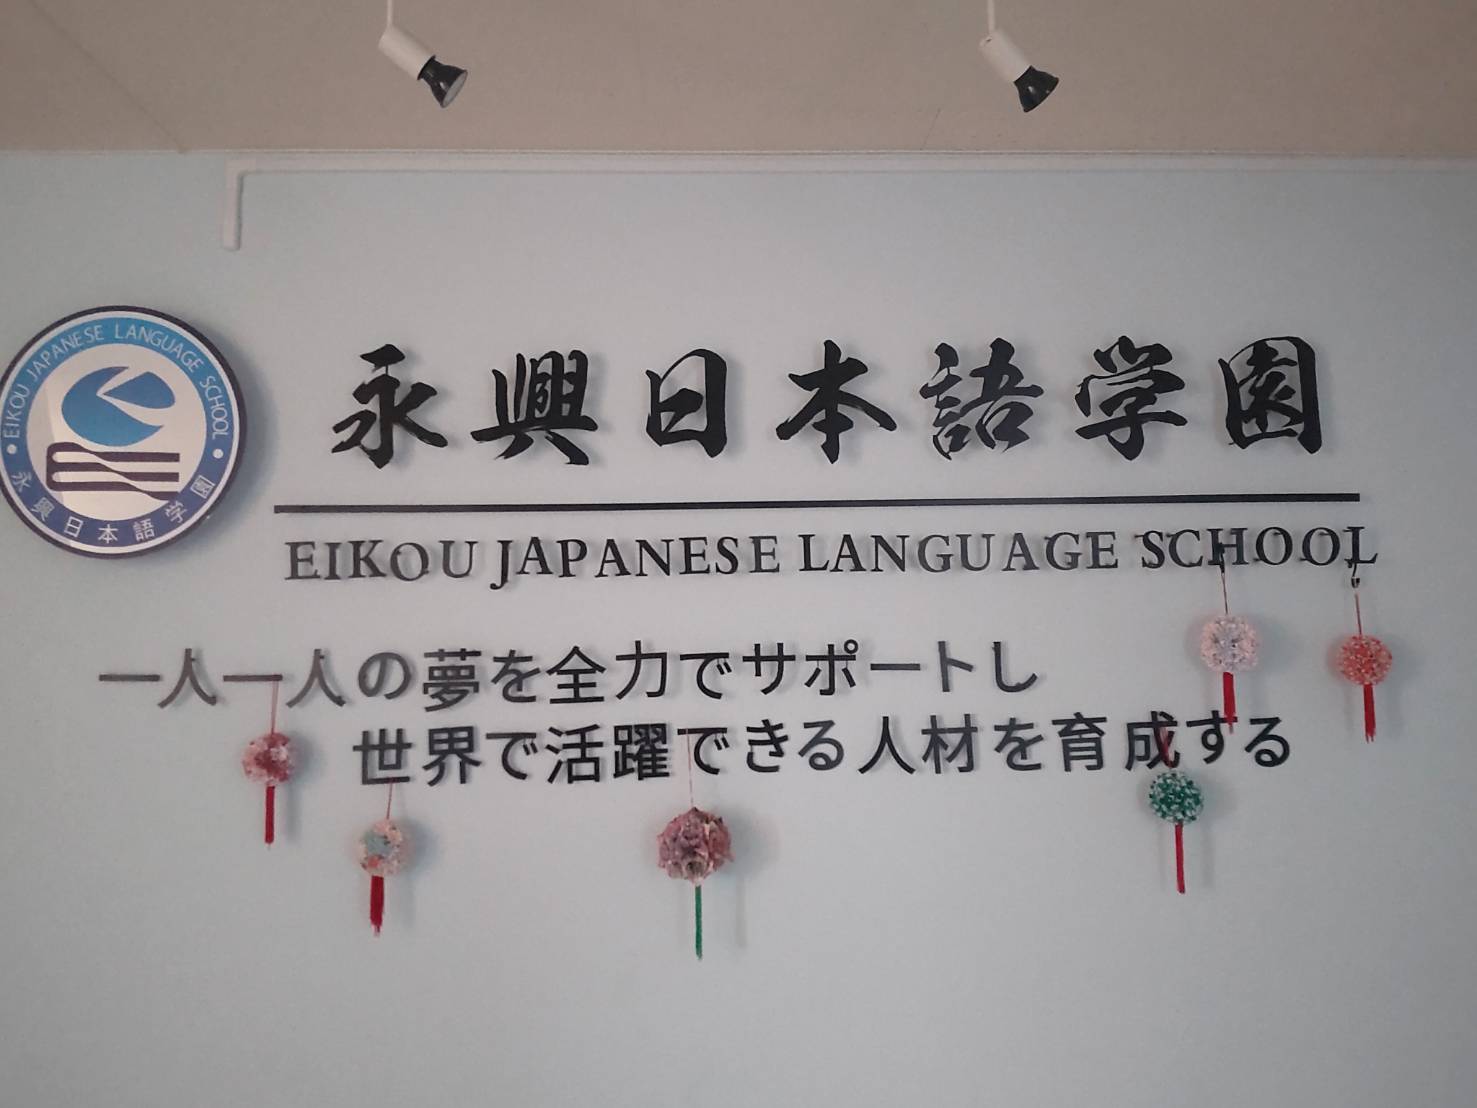 EIKOU JAPANESE LANGUAGE SCHOOL
永興日本語学園
永興日本語学園
EIKOU JAPANESE LANGUAGE SCHOOL
一人一人の夢を全力でサポートし
世界で活躍できる人材を育成する